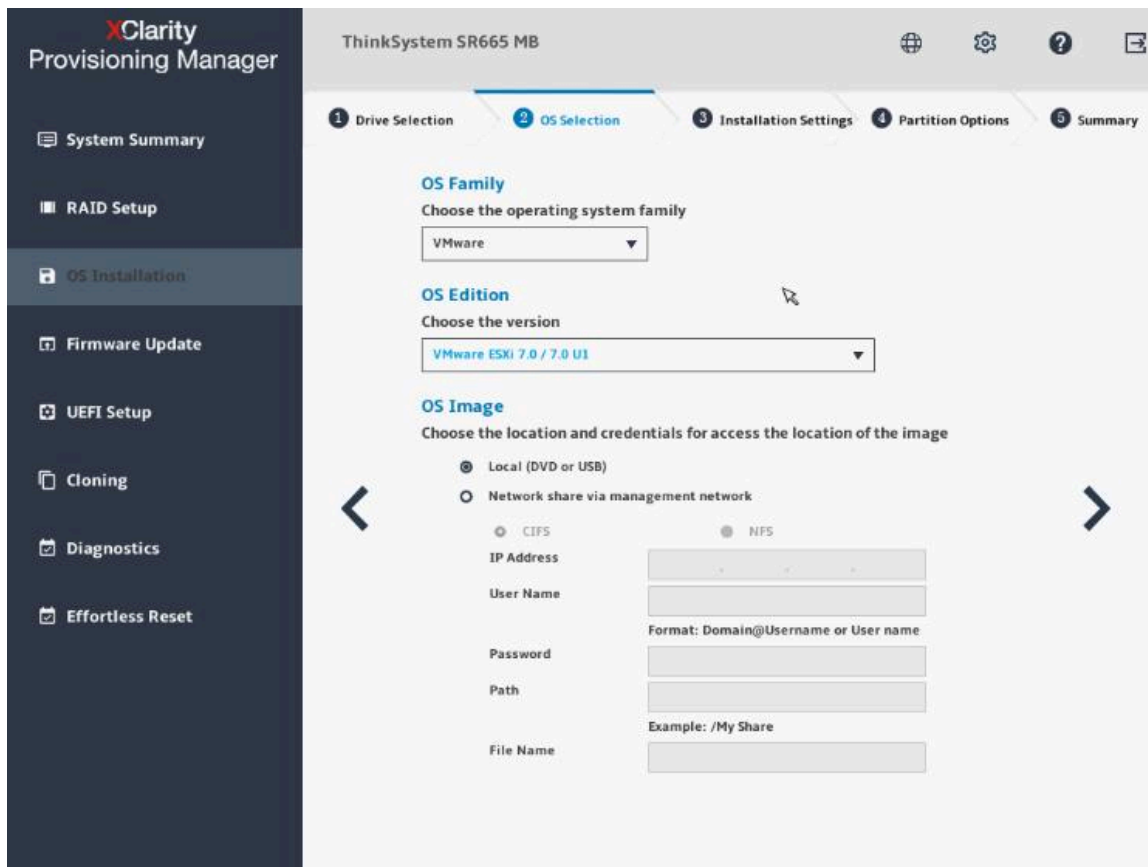 XClarity
Provisioning Manager
ThinkSystem SR665 MB
System Summary
RAID Setup
OS Installation
Firmware Update
UEFI Setup
Cloning
Diagnostics
Effortless Reset
1 Drive Selection
2 OS Selection
3 Installation Settings
4 Partition Options
5 Summary
OS Family
Choose the operating system family
VMware
OS Edition
Choose the version
VMware ESXi 7.0 / 7.0 U1
OS Image
Choose the location and credentials for access the location of the image
Local (DVD or USB)
Network share via management network
CIFS NFS
IP Address
User Name
Format: Domain@Username or User name
Password
Path
Example: /My Share
File Name